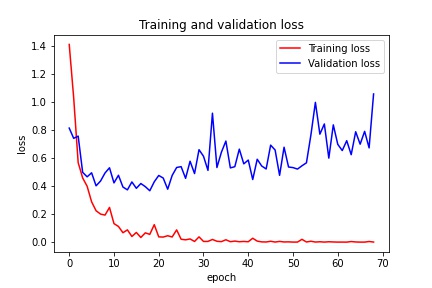 Training and validation loss
Training loss
Validation loss
1.4
1.2
1.0
0.8
0.6
0.4
0.2
0.0
loss
0 10 20 30 40 50 60 70
epoch